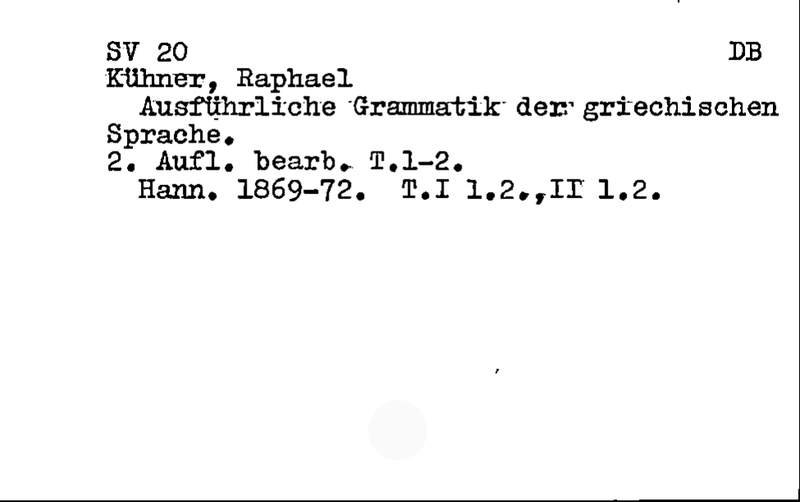 SV 20 DB
Kühner, Raphael
Ausführliche Grammatik der griechischen
Sprache.
2. Aufl. bearb. T.1-2.
Hann. 1869-72. T.I 1.2.,II 1.2.